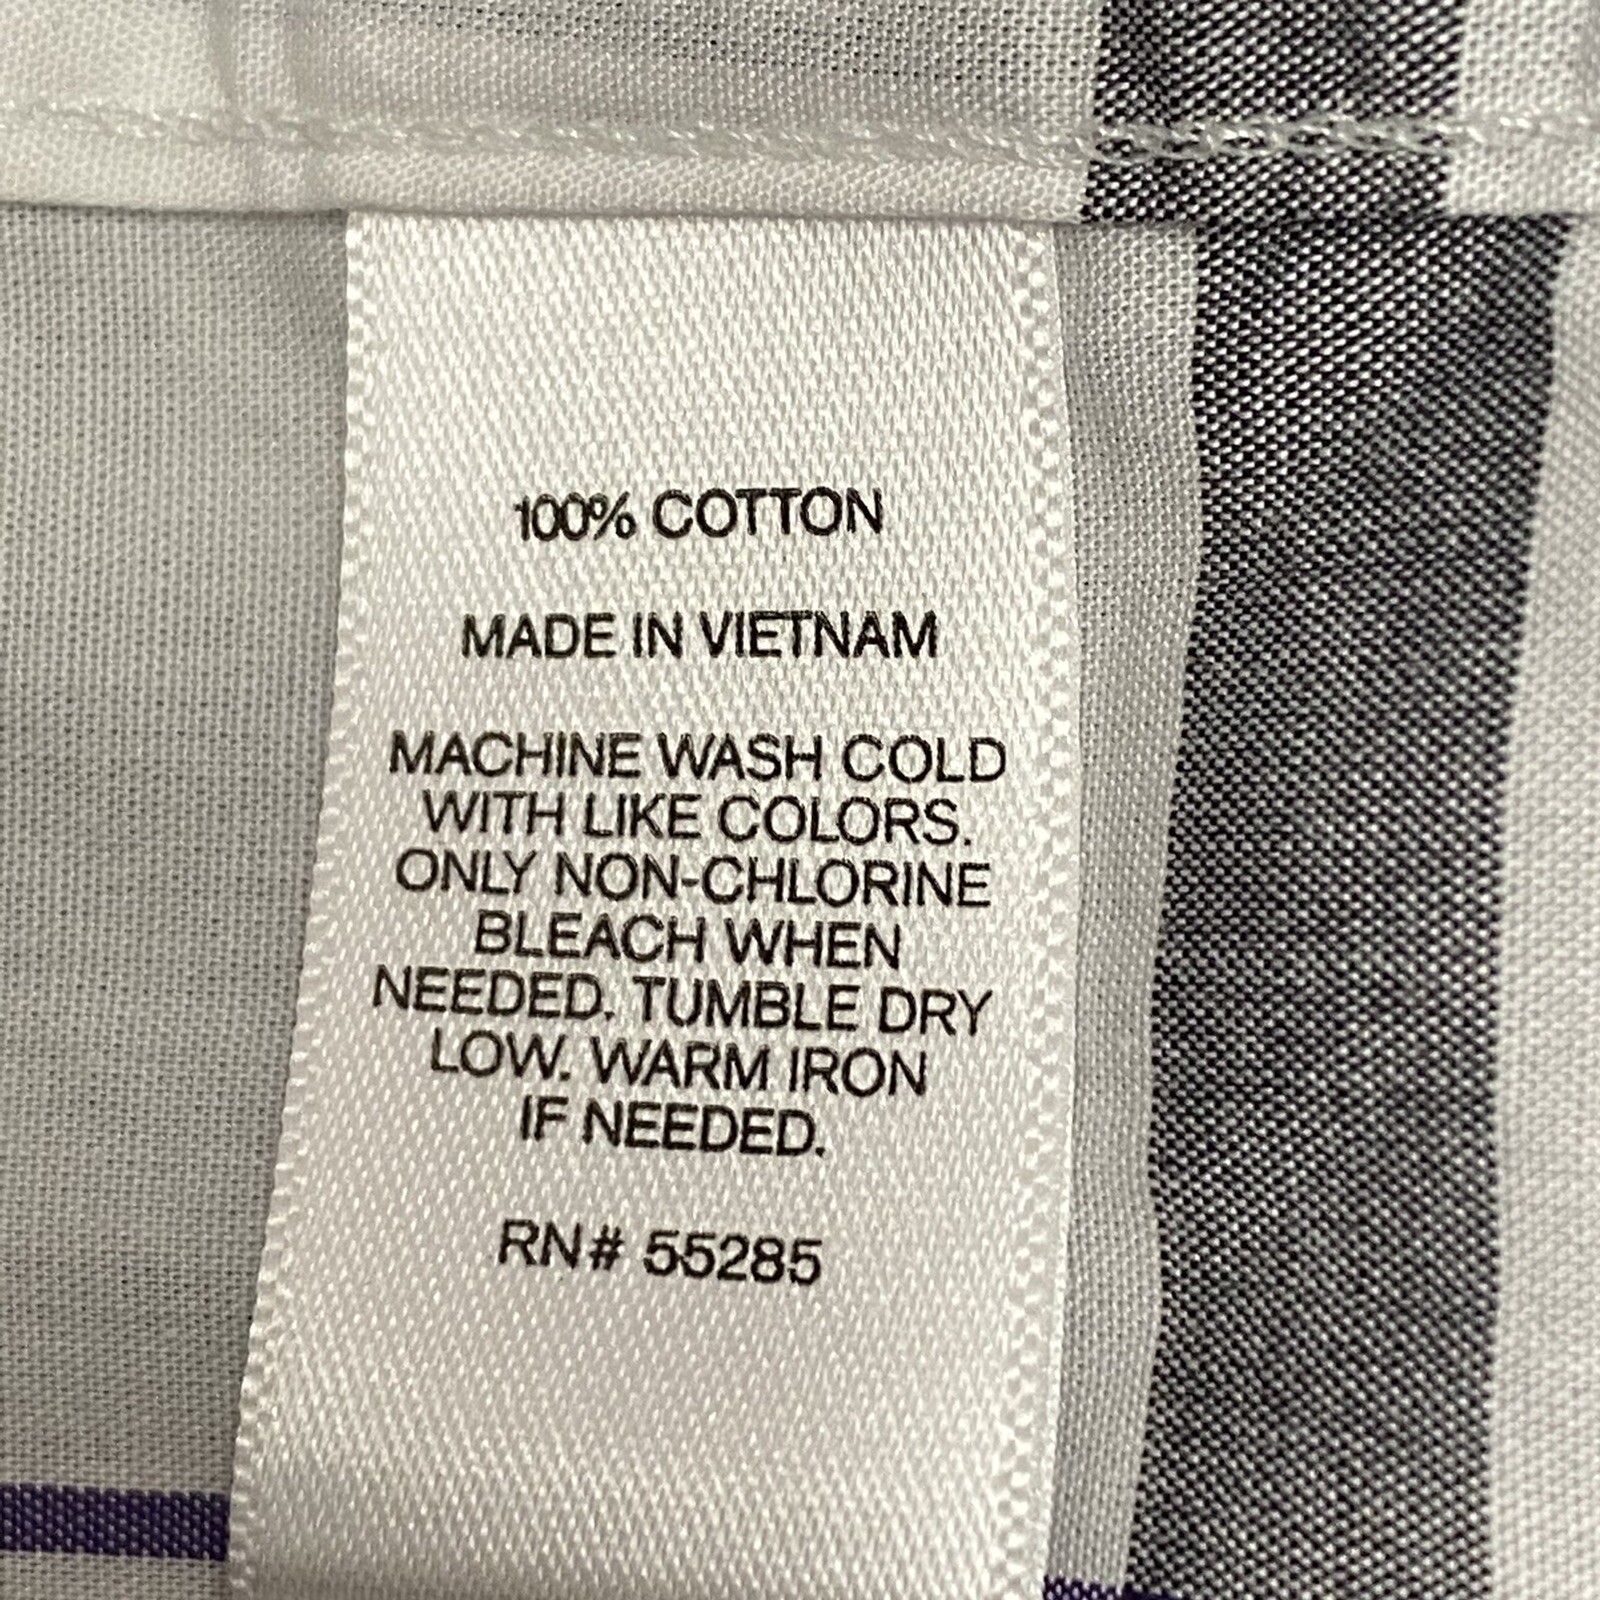 100% COTTON
MADE IN VIETNAM
MACHINE WASH COLD
WITH LIKE COLORS.
ONLY NON-CHLORINE
BLEACH WHEN
NEEDED. TUMBLE DRY
LOW. WARM IRON
IF NEEDED.
RN# 55285